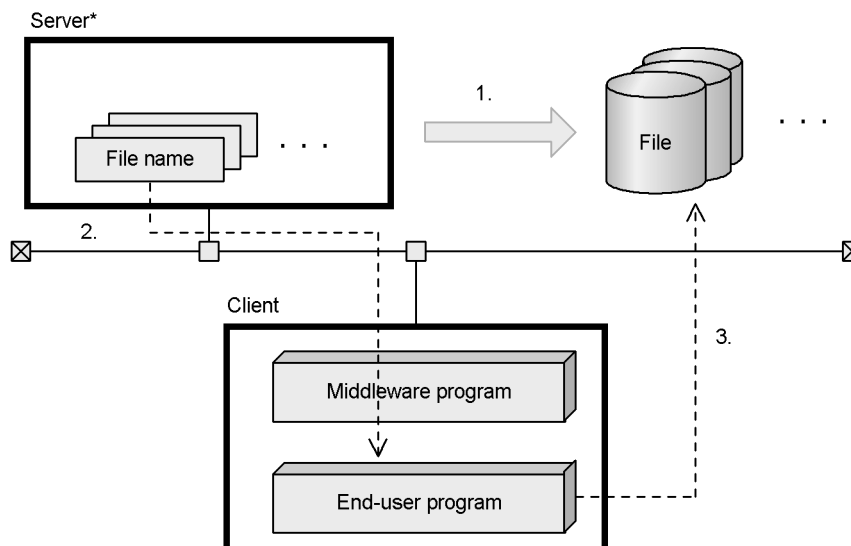 Server*
1.
File name
. . .
File
. . .
2.
Client
3.
Middleware program
End-user program